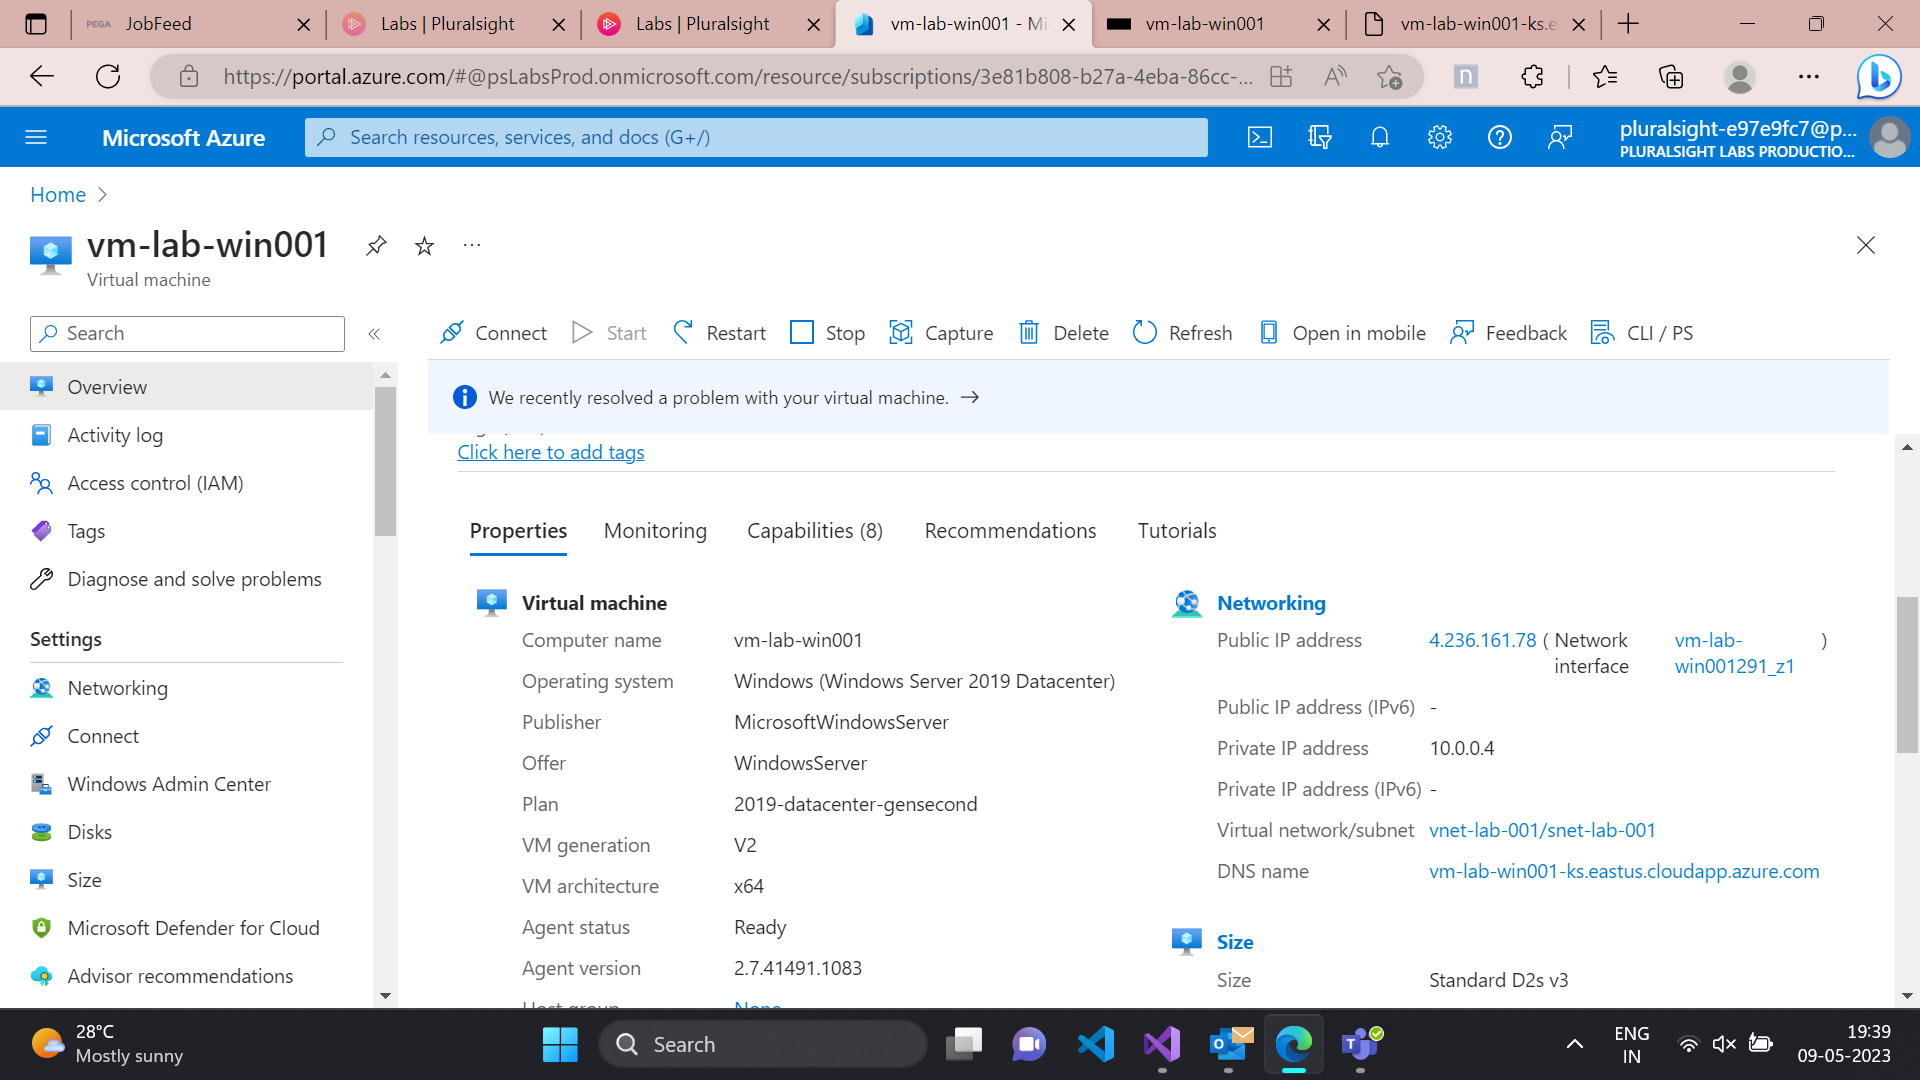 PEGA JobFeed
Labs | Pluralsight
Labs | Pluralsight
vm-lab-win001 - Mi
vm-lab-win001
vm-lab-win001-ks.e
https://portal.azure.com/#@psLabsProd.onmicrosoft.com/resource/subscriptions/3e81b808-b27a-4eba-86cc-...
Microsoft Azure
Search resources, services, and docs (G+/)
pluralsight-e97e9fc7@p...
PLURALSIGHT LABS PRODUCTIO...
Home
vm-lab-win001
Virtual machine
Search
Connect
Start
Restart
Stop
Capture
Delete
Refresh
Open in mobile
Feedback
CLI / PS
We recently resolved a problem with your virtual machine. →
Overview
Activity log
Access control (IAM)
Tags
Diagnose and solve problems
Settings
Networking
Connect
Windows Admin Center
Disks
Size
Microsoft Defender for Cloud
Advisor recommendations
Click here to add tags
Properties
Monitoring
Capabilities (8)
Recommendations
Tutorials
Virtual machine
Computer name vm-lab-win001
Operating system Windows (Windows Server 2019 Datacenter)
Publisher MicrosoftWindowsServer
Offer WindowsServer
Plan 2019-datacenter-gensecond
VM generation V2
VM architecture x64
Agent status Ready
Agent version 2.7.41491.1083
Host group None
Networking
Public IP address 4.236.161.78 ( Network interface vm-lab-win001291_z1 )
Public IP address (IPv6) -
Private IP address 10.0.0.4
Private IP address (IPv6) -
Virtual network/subnet vnet-lab-001/snet-lab-001
DNS name vm-lab-win001-ks.eastus.cloudapp.azure.com
Size
Size Standard D2s v3
28°C
Mostly sunny
Search
ENG
IN
19:39
09-05-2023